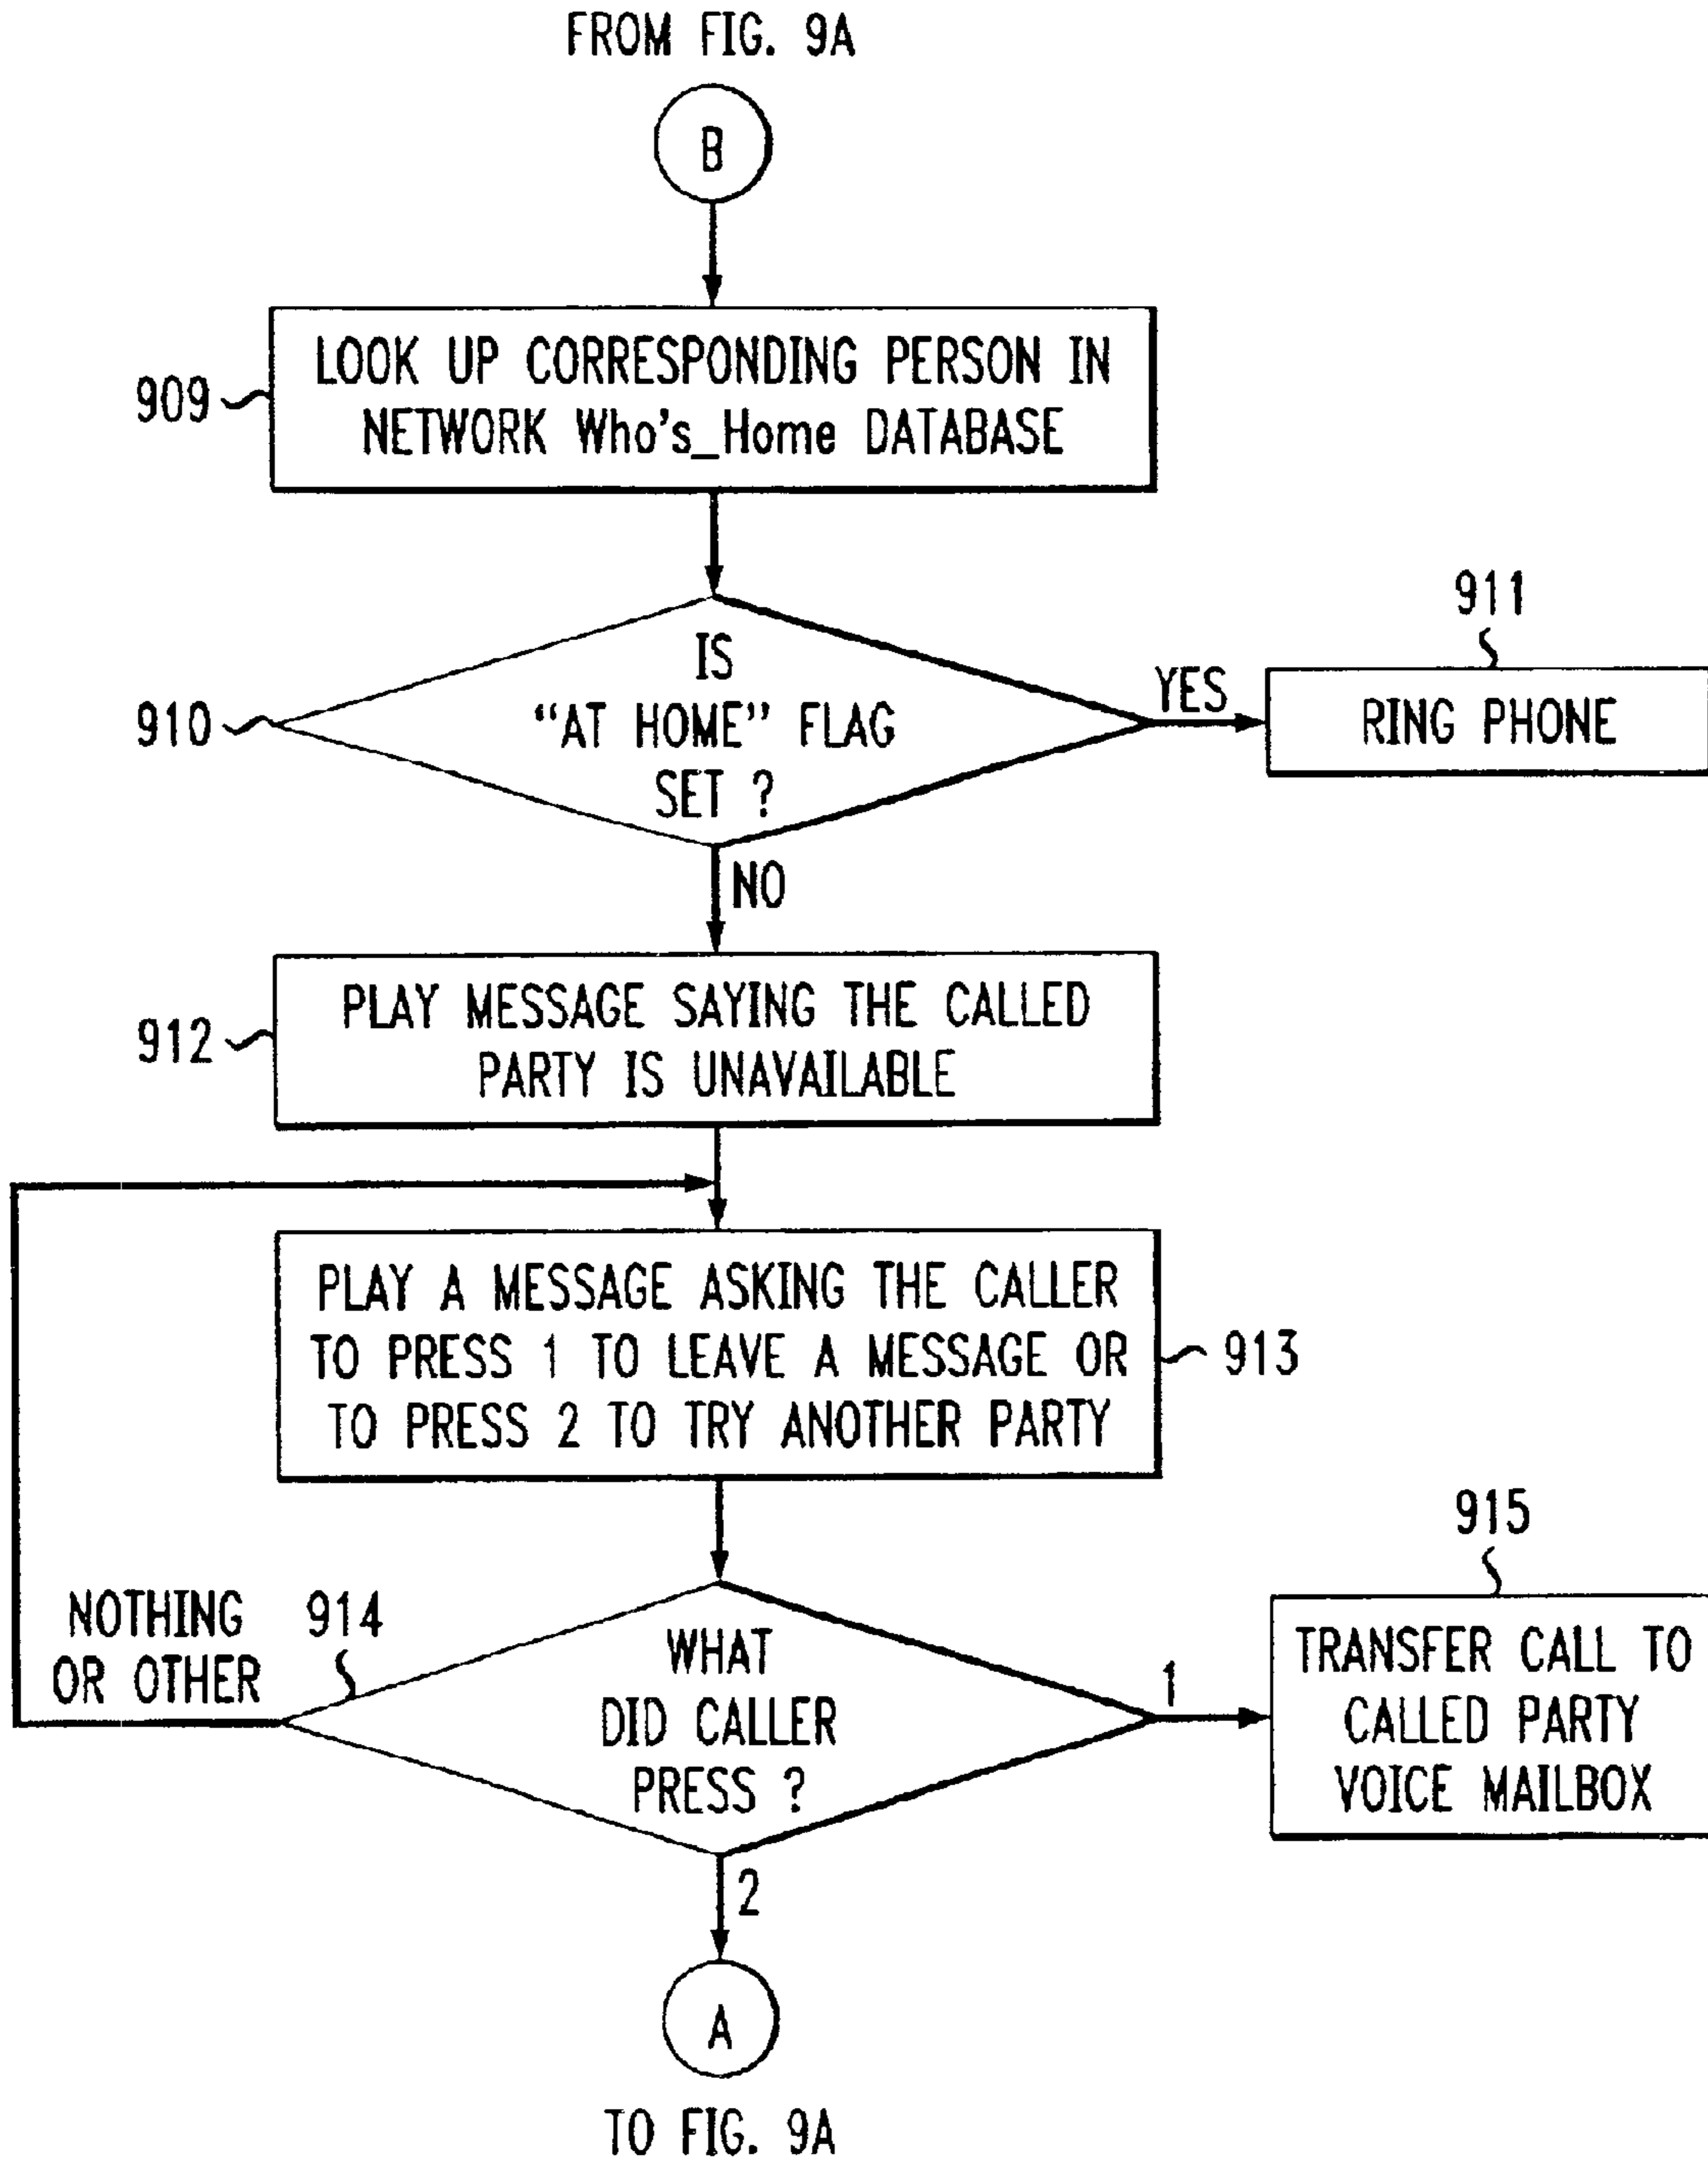 FROM FIG. 9A
B
909
LOOK UP CORRESPONDING PERSON IN
NETWORK Who's_Home DATABASE
910
IS
“AT HOME” FLAG
SET ?
YES
911
RING PHONE
NO
912
PLAY MESSAGE SAYING THE CALLED
PARTY IS UNAVAILABLE
PLAY A MESSAGE ASKING THE CALLER
TO PRESS 1 TO LEAVE A MESSAGE OR
TO PRESS 2 TO TRY ANOTHER PARTY
913
NOTHING
OR OTHER
914
WHAT
DID CALLER
PRESS ?
1
915
TRANSFER CALL TO
CALLED PARTY
VOICE MAILBOX
2
A
TO FIG. 9A